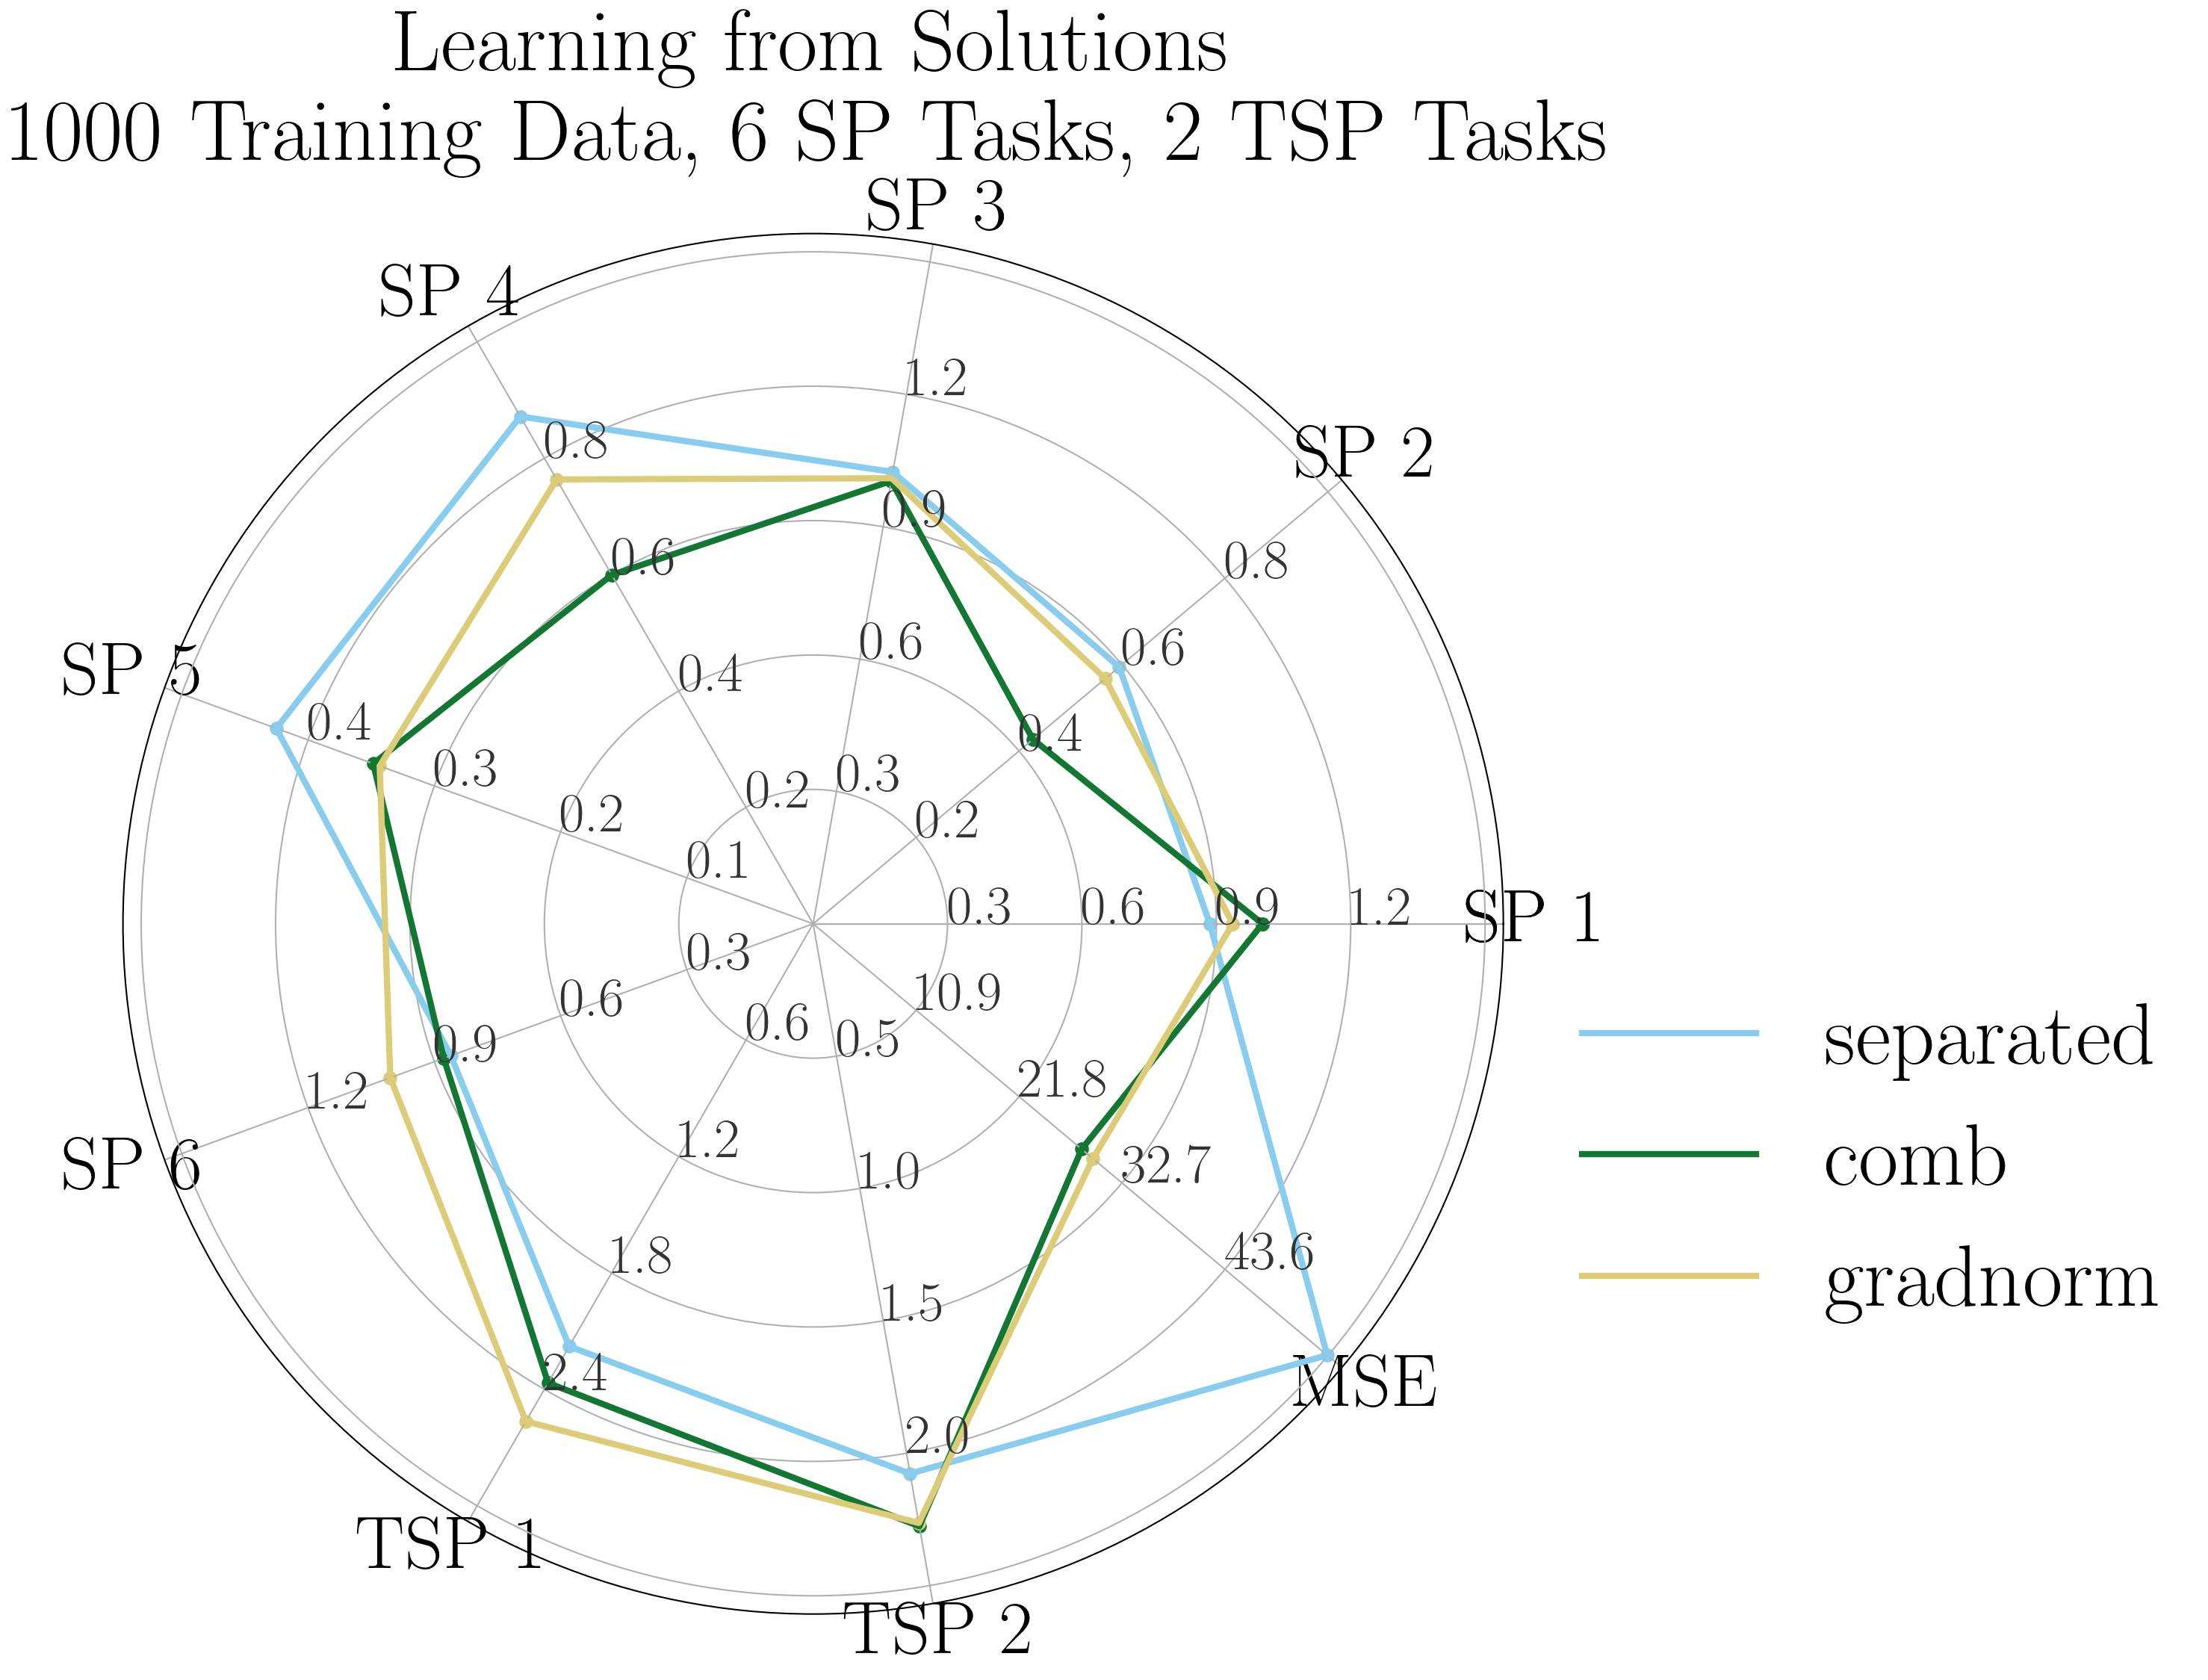 Learning from Solutions
1000 Training Data, 6 SP Tasks, 2 TSP Tasks
SP 3
SP 4
1.2
SP 2
0.8
0.9
0.8
0.6
0.6
SP 5
0.4
0.6
0.4
0.4
0.3
0.3
0.2
0.2
0.2
0.1
0.3
0.6
0.9
1.2
SP 1
0.3
0.6
0.9
1.2
SP 6
10.9
0.6
0.5
21.8
1.2
1.0
32.7
1.8
1.5
43.6
2.4
2.0
MSE
TSP 1
TSP 2
separated
comb
gradnorm